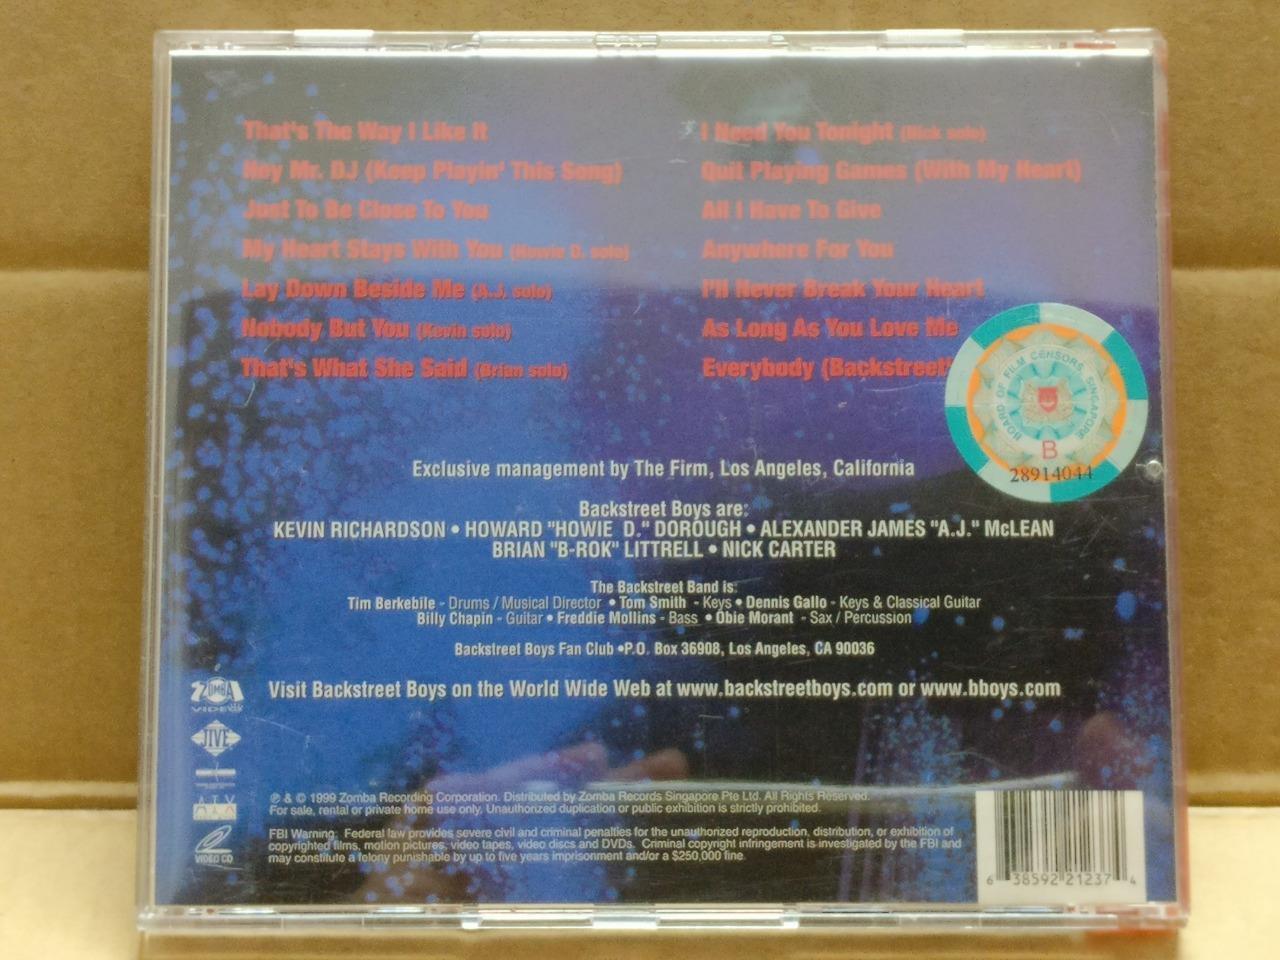 That's The Way I Like It
Hey Mr. DJ (Keep Playin' This Song)
Just To Be Close To You
My Heart Stays With You (Howie D. solo)
Lay Down Beside Me (A.J. solo)
Nobody But You (Kevin solo)
That's What She Said (Brian solo)
I Need You Tonight (Nick solo)
Quit Playing Games (With My Heart)
All I Have To Give
Anywhere For You
I'll Never Break Your Heart
As Long As You Love Me
Everybody (Backstreet'
BOARD OF FILM CENSORS, SINGAPORE
B
28914044
Exclusive management by The Firm, Los Angeles, California
Backstreet Boys are:
KEVIN RICHARDSON • HOWARD "HOWIE D." DOROUGH • ALEXANDER JAMES "A.J." McLEAN
BRIAN "B-ROK" LITTRELL • NICK CARTER
The Backstreet Band is:
Tim Berkebile - Drums / Musical Director • Tom Smith - Keys • Dennis Gallo - Keys & Classical Guitar
Billy Chapin - Guitar • Freddie Mollins - Bass • Obie Morant - Sax / Percussion
Backstreet Boys Fan Club •P.O. Box 36908, Los Angeles, CA 90036
Visit Backstreet Boys on the World Wide Web at www.backstreetboys.com or www.bboys.com
ZOMBA
VIDEO
JIVE
VIDEO CD
℗ & © 1999 Zomba Recording Corporation. Distributed by Zomba Records Singapore Pte Ltd. All Rights Reserved.
For sale, rental or private home use only. Unauthorized duplication or public exhibition is strictly prohibited.
FBI Warning: Federal law provides severe civil and criminal penalties for the unauthorized reproduction, distribution, or exhibition of
copyrighted films, motion pictures, video tapes, video discs and DVDs. Criminal copyright infringement is investigated by the FBI and
may constitute a felony punishable by up to five years imprisonment and/or a $250,000 fine.
6 38592 21237 4